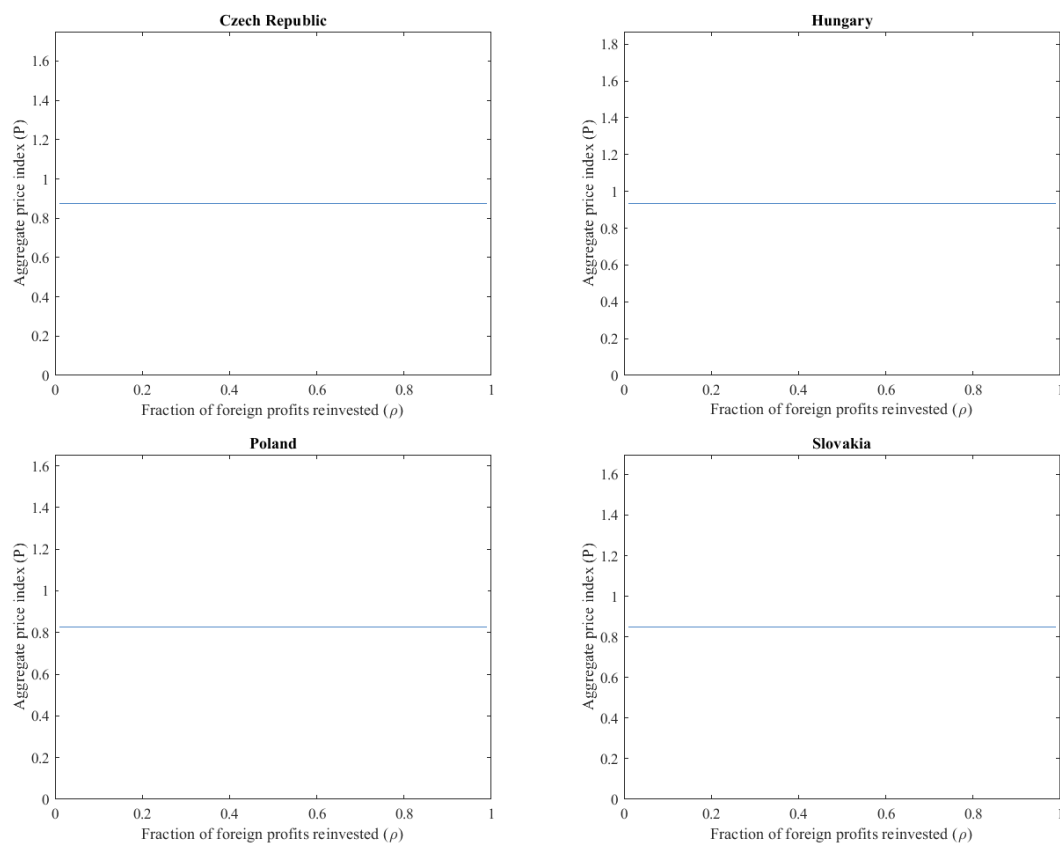 Czech Republic
Aggregate price index (P)
1.6
1.4
1.2
1
0.8
0.6
0.4
0.2
0
0 0.2 0.4 0.6 0.8 1
Fraction of foreign profits reinvested (ρ)
Hungary
Aggregate price index (P)
1.8
1.6
1.4
1.2
1
0.8
0.6
0.4
0.2
0
0 0.2 0.4 0.6 0.8 1
Fraction of foreign profits reinvested (ρ)
Poland
Aggregate price index (P)
1.6
1.4
1.2
1
0.8
0.6
0.4
0.2
0
0 0.2 0.4 0.6 0.8 1
Fraction of foreign profits reinvested (ρ)
Slovakia
Aggregate price index (P)
1.6
1.4
1.2
1
0.8
0.6
0.4
0.2
0
0 0.2 0.4 0.6 0.8 1
Fraction of foreign profits reinvested (ρ)